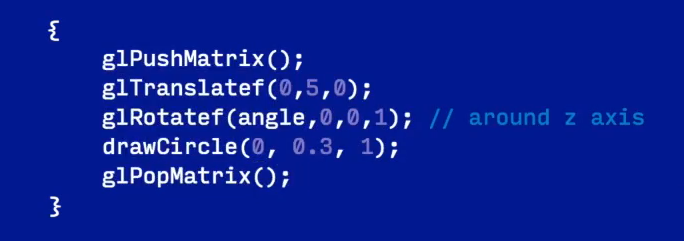 {
glPushMatrix();
glTranslatef(0,5,0);
glRotatef(angle,0,0,1); // around z axis
drawCircle(0, 0.3, 1);
glPopMatrix();
}